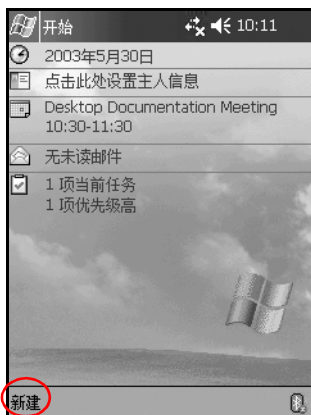 开始 10:11
2003年5月30日
点击此处设置主人信息
Desktop Documentation Meeting
10:30-11:30
无未读邮件
1 项当前任务
1 项优先级高
新建